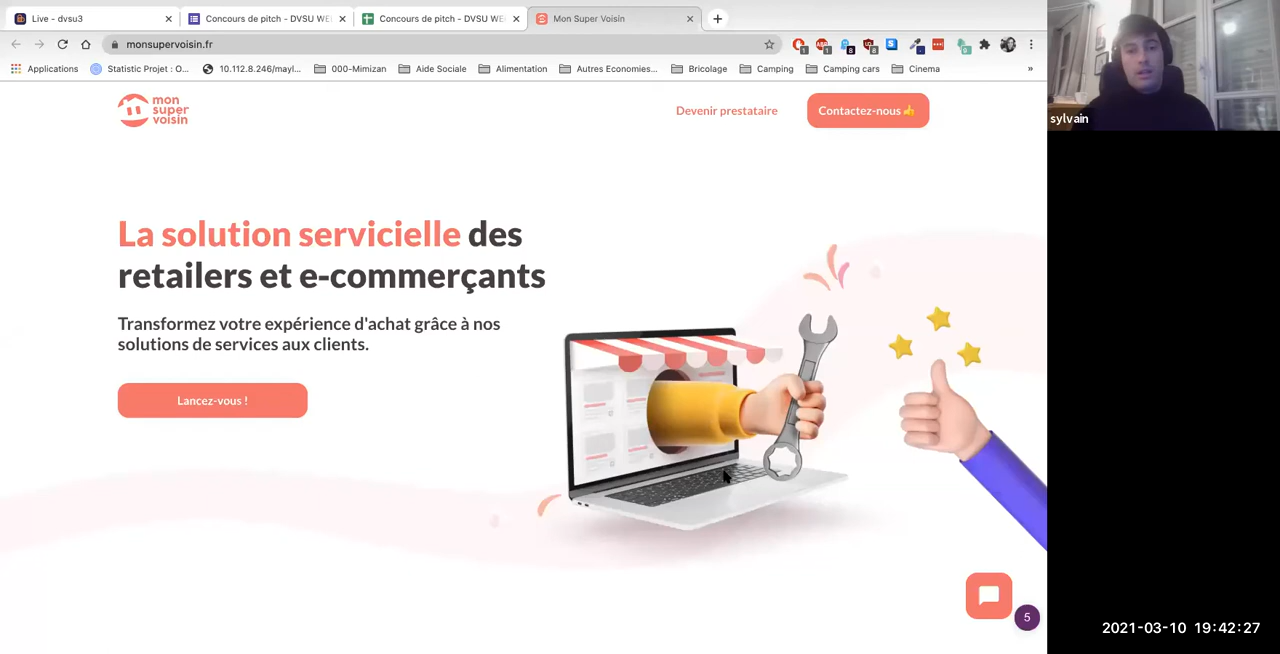 Live - dvsu3
Concours de pitch - DVSU WE
Concours de pitch - DVSU WE
Mon Super Voisin
monsupervoisin.fr
Applications
Statistic Projet : O...
10.112.8.246/mayl...
000-Mimizan
Aide Sociale
Alimentation
Autres Economies...
Bricolage
Camping
Camping cars
Cinema
»
mon
super
voisin
Devenir prestataire
Contactez-nous👍
La solution servicielle des
retailers et e-commerçants
Transformez votre expérience d'achat grâce à nos
solutions de services aux clients.
Lancez-vous !
5
sylvain
2021-03-10 19:42:27